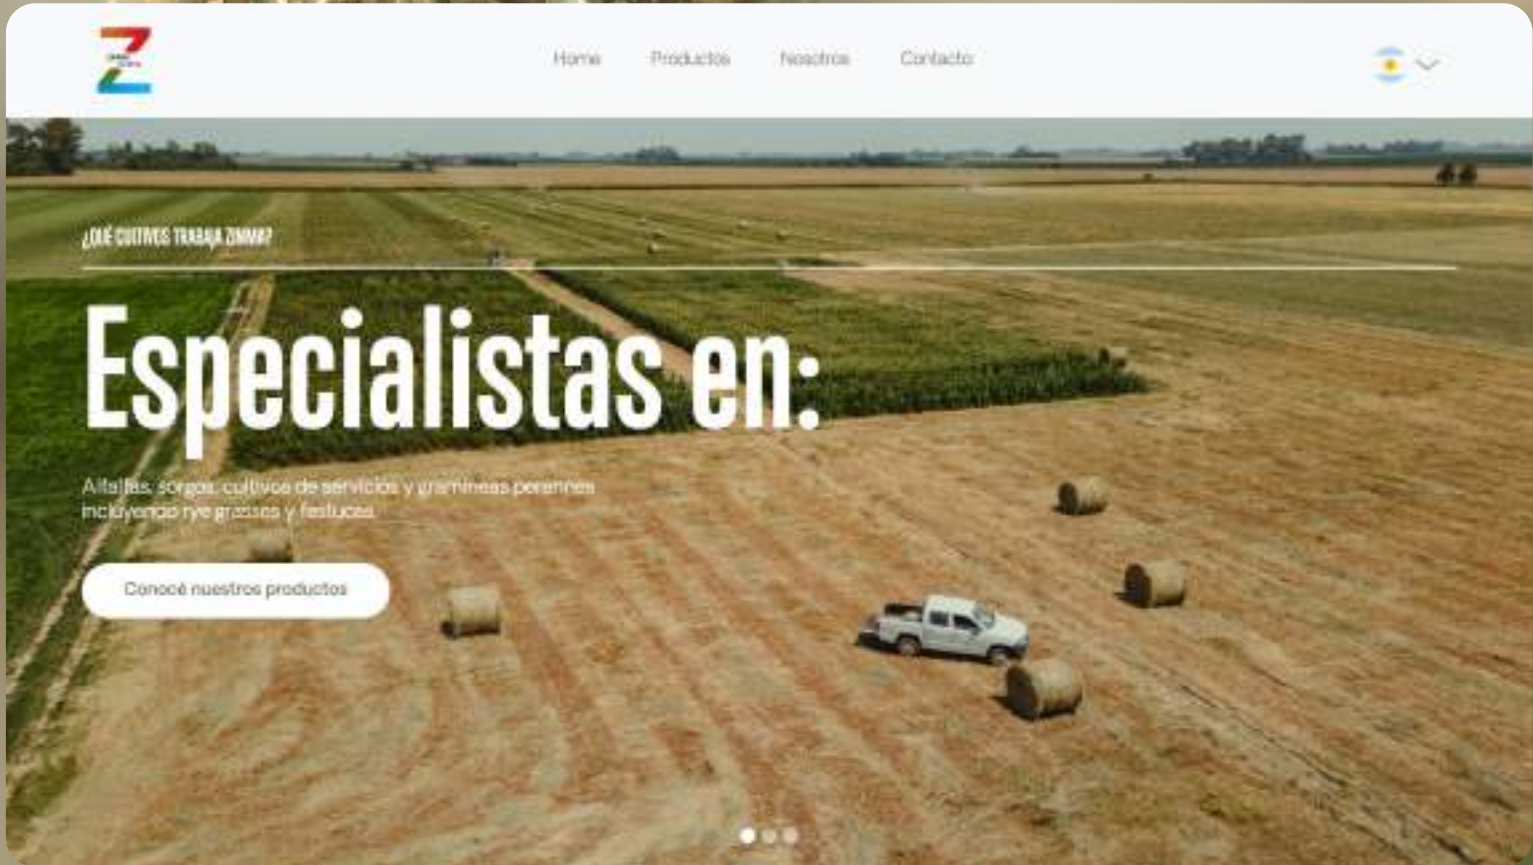 Home
Productos
Nosotros
Contacto
¿QUÉ CULTIVOS TRABAJA ZIMMA?
Especialistas en:
Alfalfas, sorgos, cultivos de servicios y gramíneas perennes
incluyendo rye grasses y festucas.
Conocé nuestros productos